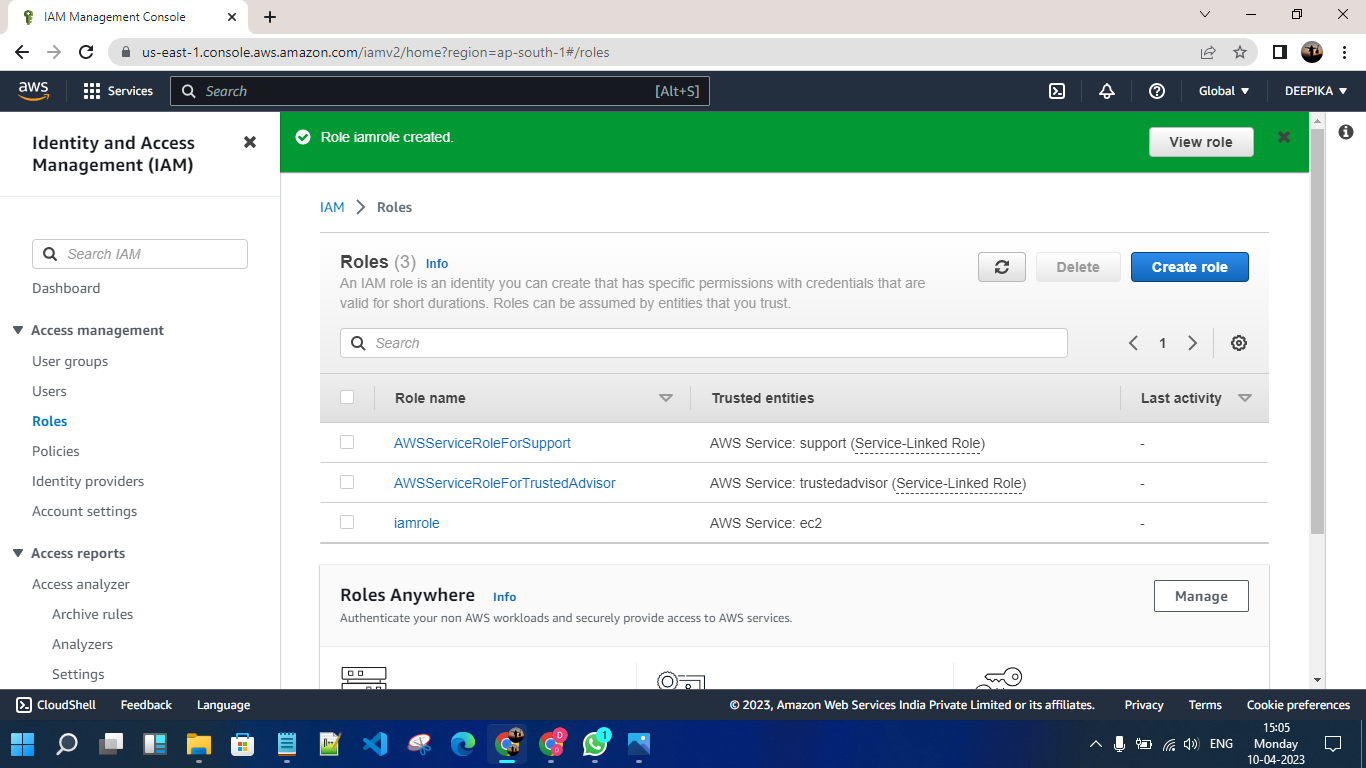 IAM Management Console
us-east-1.console.aws.amazon.com/iamv2/home?region=ap-south-1#/roles
aws
Services
Search
[Alt+S]
Global
DEEPIKA
Identity and Access
Management (IAM)
Search IAM
Dashboard
Access management
User groups
Users
Roles
Policies
Identity providers
Account settings
Access reports
Access analyzer
Archive rules
Analyzers
Settings
Role iamrole created.
View role
IAM > Roles
Roles (3) Info
An IAM role is an identity you can create that has specific permissions with credentials that are
valid for short durations. Roles can be assumed by entities that you trust.
Delete
Create role
Search
1
Role name Trusted entities Last activity
AWSServiceRoleForSupport AWS Service: support (Service-Linked Role) -
AWSServiceRoleForTrustedAdvisor AWS Service: trustedadvisor (Service-Linked Role) -
iamrole AWS Service: ec2 -
Roles Anywhere Info
Authenticate your non AWS workloads and securely provide access to AWS services.
Manage
CloudShell Feedback Language © 2023, Amazon Web Services India Private Limited or its affiliates. Privacy Terms Cookie preferences
D
D
1
ENG
15:05
Monday
10-04-2023